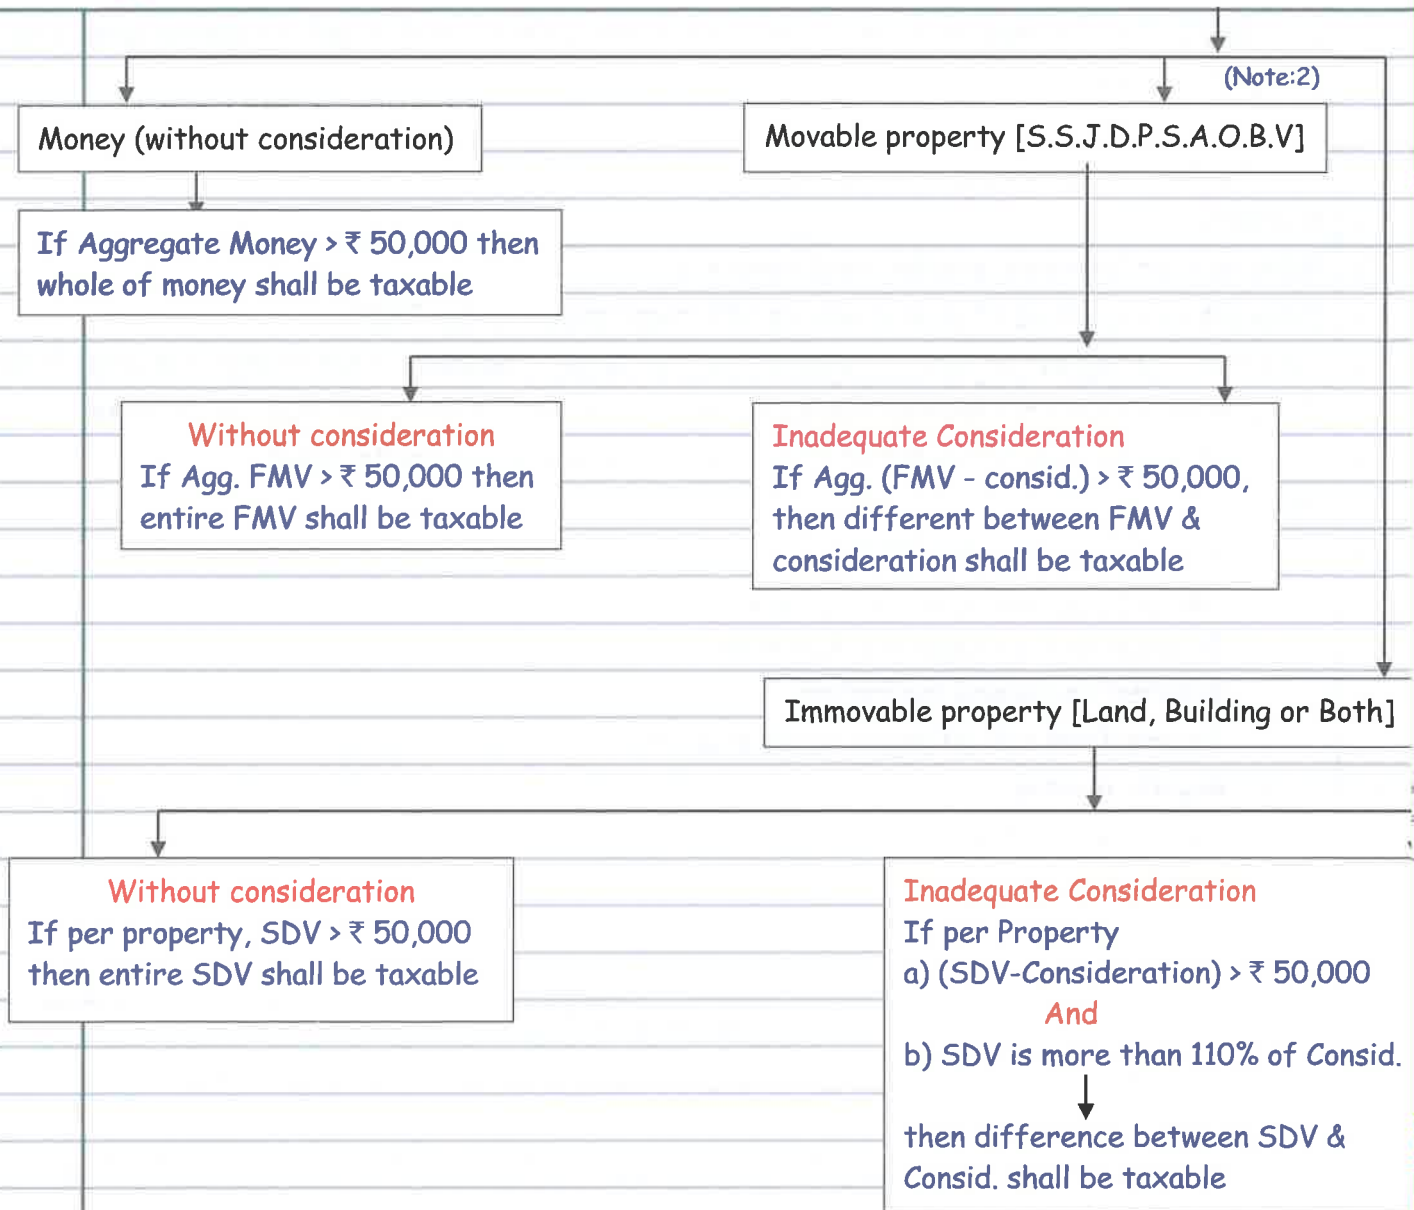 (Note:2)
Money (without consideration)
Movable property [S.S.J.D.P.S.A.O.B.V]
If Aggregate Money > ₹ 50,000 then
whole of money shall be taxable
Without consideration
If Agg. FMV > ₹ 50,000 then
entire FMV shall be taxable
Inadequate Consideration
If Agg. (FMV - consid.) > ₹ 50,000,
then different between FMV &
consideration shall be taxable
Immovable property [Land, Building or Both]
Without consideration
If per property, SDV > ₹ 50,000
then entire SDV shall be taxable
Inadequate Consideration
If per Property
a) (SDV-Consideration) > ₹ 50,000
And
b) SDV is more than 110% of Consid.
then difference between SDV &
Consid. shall be taxable